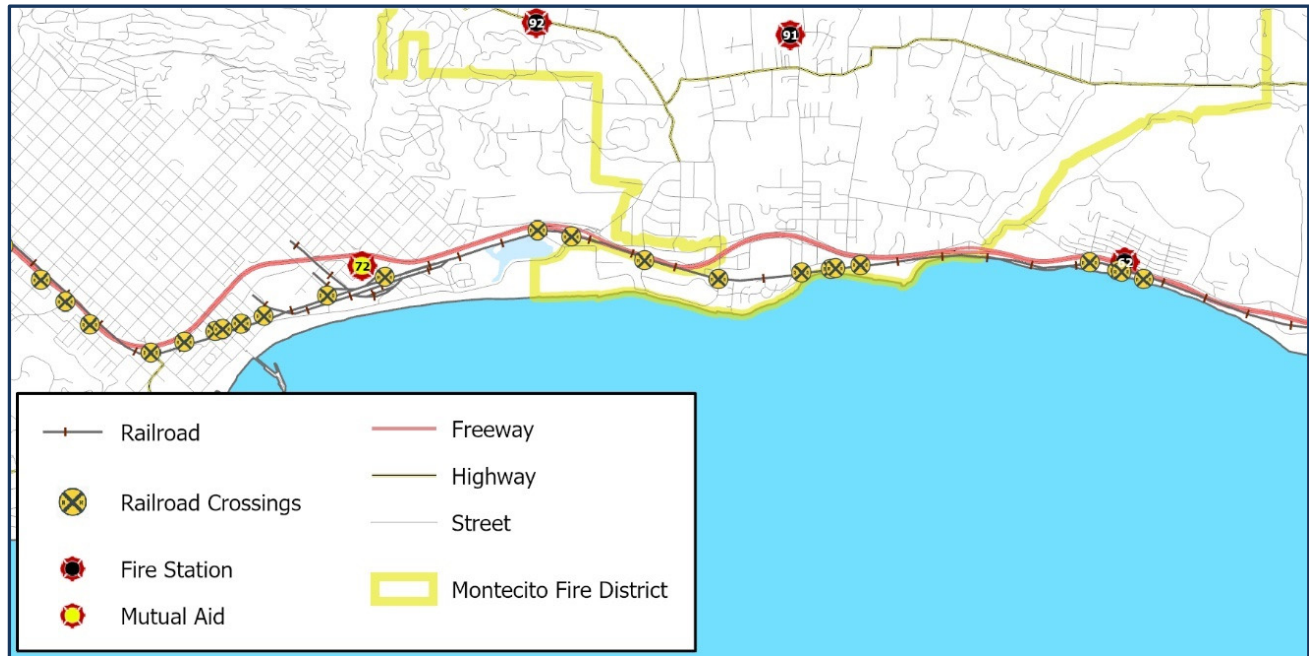 92
91
72
Railroad
Freeway
Railroad Crossings
Highway
Street
Fire Station
Montecito Fire District
Mutual Aid